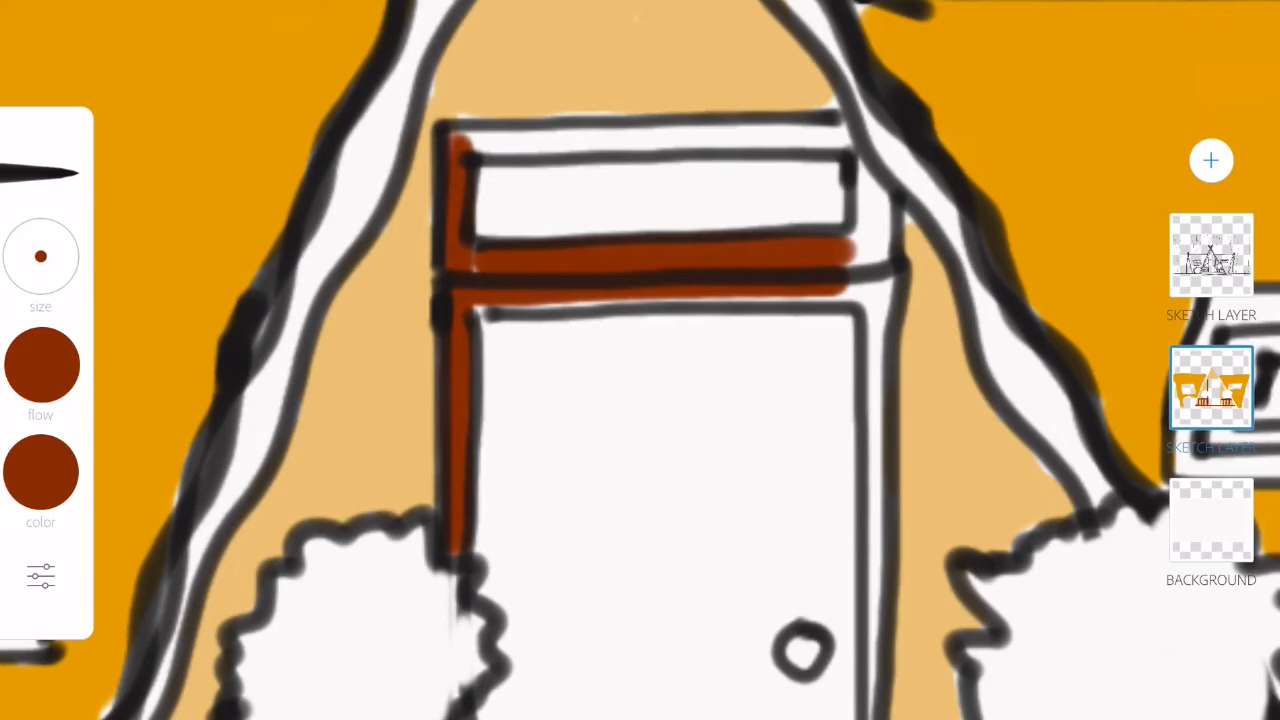 size
flow
color
SKETCH LAYER
SKETCH LAYER
BACKGROUND